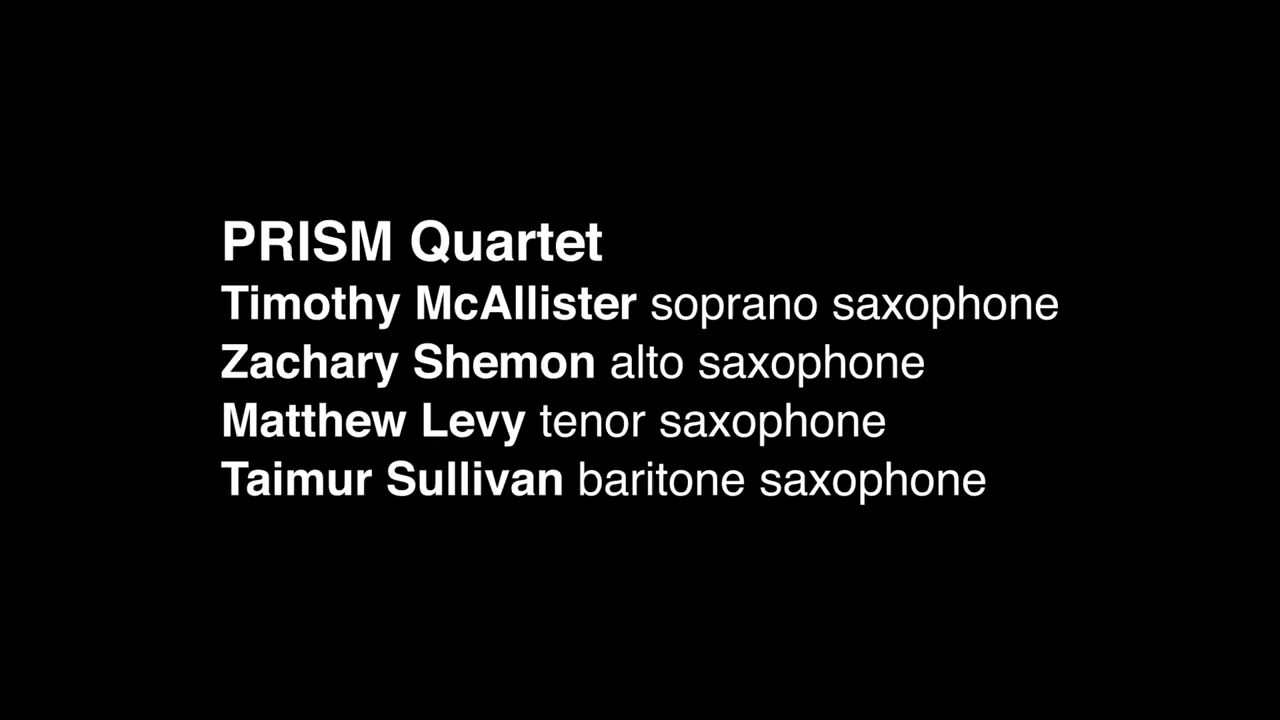 PRISM Quartet
Timothy McAllister soprano saxophone
Zachary Shemon alto saxophone
Matthew Levy tenor saxophone
Taimur Sullivan baritone saxophone